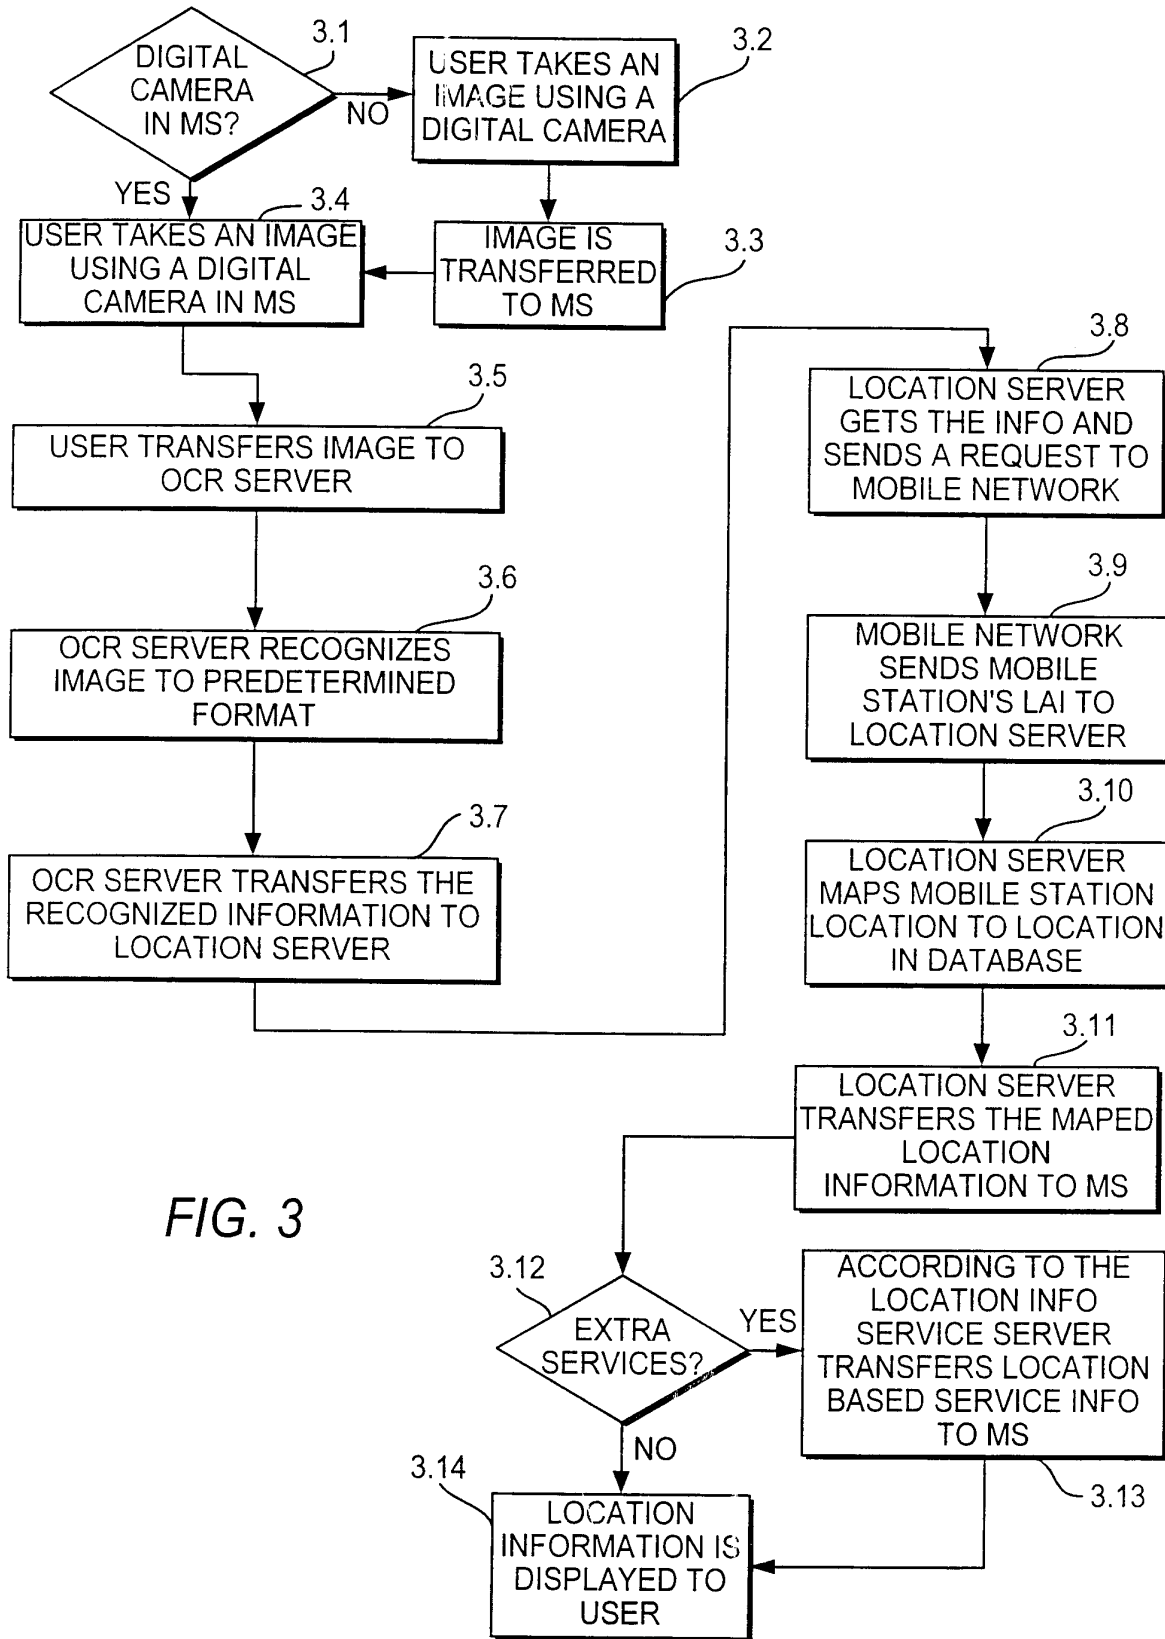 3.1
DIGITAL
CAMERA
IN MS?
NO
YES
3.2
USER TAKES AN
IMAGE USING A
DIGITAL CAMERA
3.3
IMAGE IS
TRANSFERRED
TO MS
3.4
USER TAKES AN IMAGE
USING A DIGITAL
CAMERA IN MS
3.5
USER TRANSFERS IMAGE TO
OCR SERVER
3.6
OCR SERVER RECOGNIZES
IMAGE TO PREDETERMINED
FORMAT
3.7
OCR SERVER TRANSFERS THE
RECOGNIZED INFORMATION TO
LOCATION SERVER
3.8
LOCATION SERVER
GETS THE INFO AND
SENDS A REQUEST TO
MOBILE NETWORK
3.9
MOBILE NETWORK
SENDS MOBILE
STATION'S LAI TO
LOCATION SERVER
3.10
LOCATION SERVER
MAPS MOBILE STATION
LOCATION TO LOCATION
IN DATABASE
3.11
LOCATION SERVER
TRANSFERS THE MAPED
LOCATION
INFORMATION TO MS
3.12
EXTRA
SERVICES?
YES
NO
ACCORDING TO THE
LOCATION INFO
SERVICE SERVER
TRANSFERS LOCATION
BASED SERVICE INFO
TO MS
3.13
3.14
LOCATION
INFORMATION IS
DISPLAYED TO
USER
FIG. 3